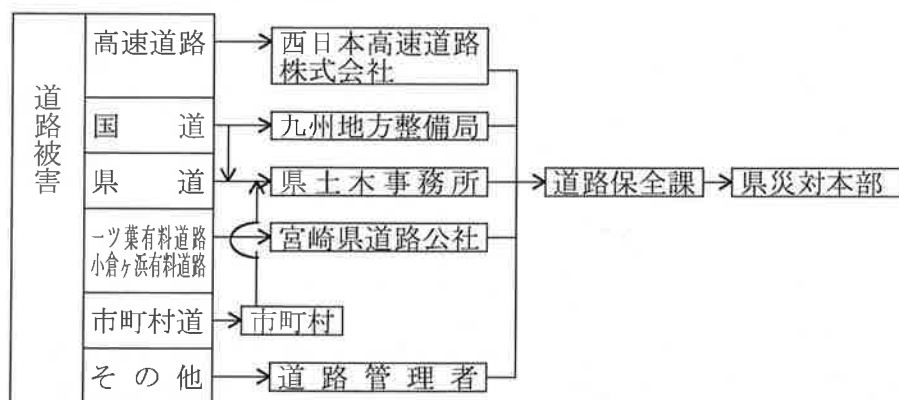 道路被害
高速道路
西日本高速道路
株式会社
国道
九州地方整備局
県道
県土木事務所
道路保全課
県災対本部
一ツ葉有料道路
小倉ヶ浜有料道路
宮崎県道路公社
市町村道
市町村
その他
道路管理者